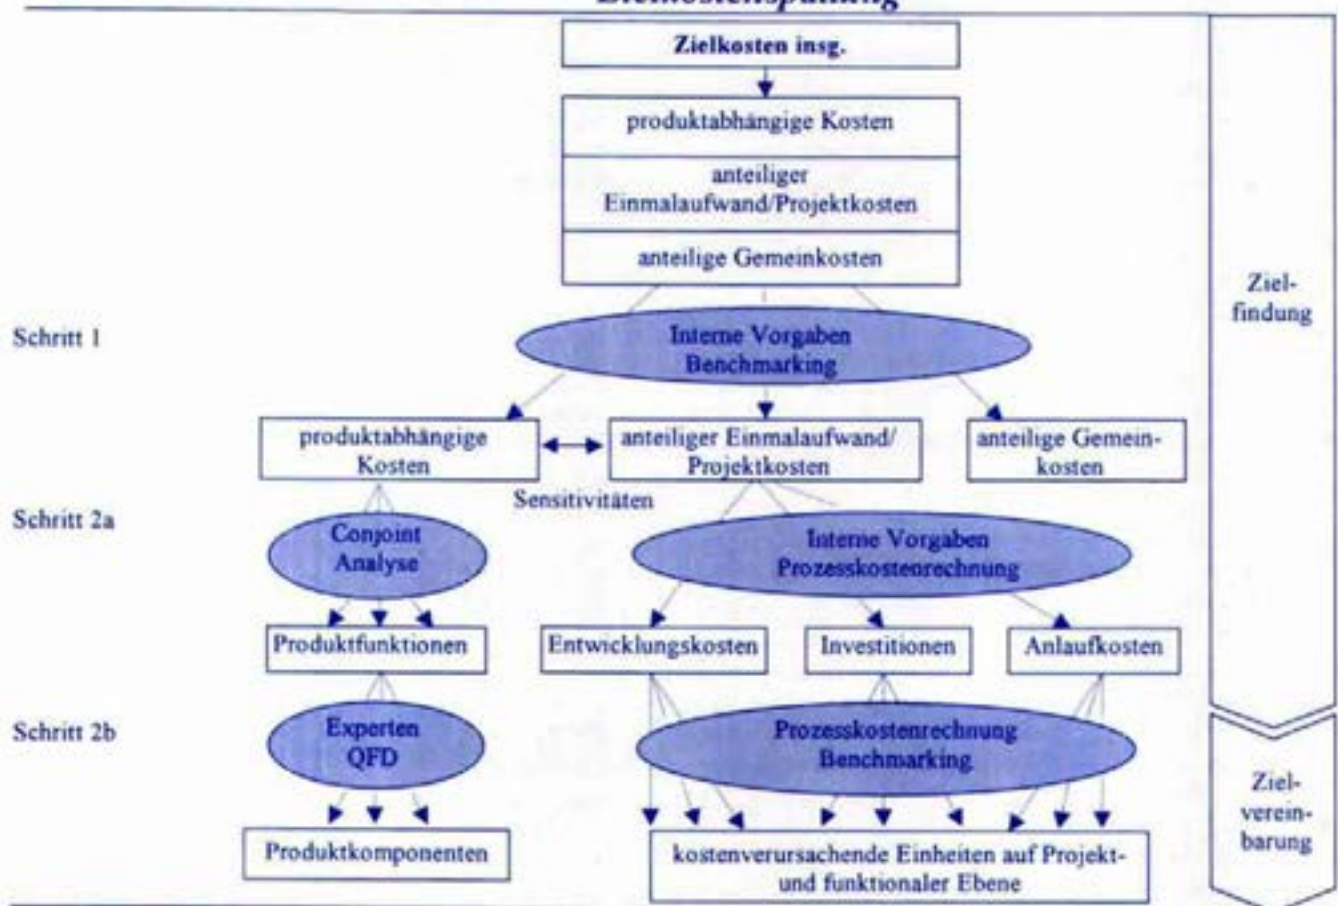 Zielkostenspaltung
Zielkosten insg.
produktabhängige Kosten
anteiliger
Einmalaufwand/Projektkosten
anteilige Gemeinkosten
Ziel-
findung
Schritt 1
Interne Vorgaben
Benchmarking
produktabhängige
Kosten
anteiliger Einmalaufwand/
Projektkosten
anteilige Gemein-
kosten
Sensitivitäten
Schritt 2a
Conjoint
Analyse
Interne Vorgaben
Prozesskostenrechnung
Produktfunktionen
Entwicklungskosten
Investitionen
Anlaufkosten
Schritt 2b
Experten
QFD
Prozesskostenrechnung
Benchmarking
Ziel-
verein-
barung
Produktkomponenten
kostenverursachende Einheiten auf Projekt-
und funktionaler Ebene